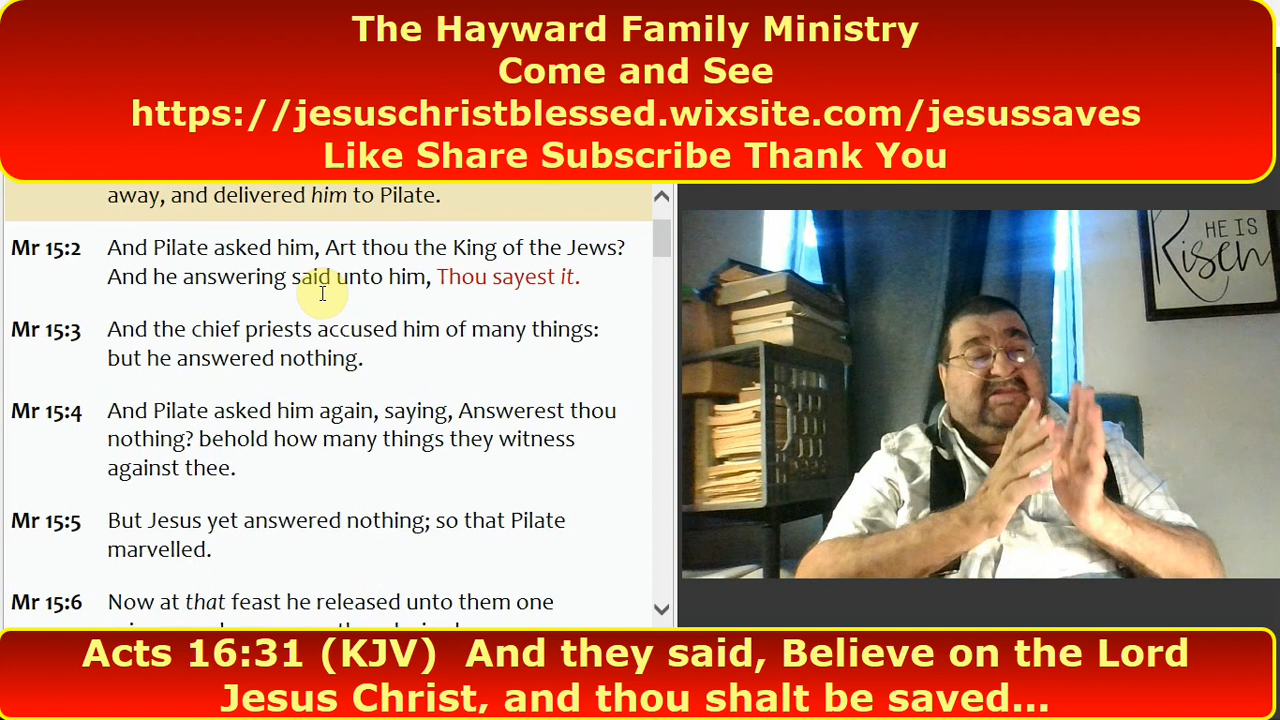 The Hayward Family Ministry
Come and See
https://jesuschristblessed.wixsite.com/jesussaves
Like Share Subscribe Thank You
away, and delivered him to Pilate.
Mr 15:2 And Pilate asked him, Art thou the King of the Jews?
And he answering said unto him, Thou sayest it.
Mr 15:3 And the chief priests accused him of many things:
but he answered nothing.
Mr 15:4 And Pilate asked him again, saying, Answerest thou
nothing? behold how many things they witness
against thee.
Mr 15:5 But Jesus yet answered nothing; so that Pilate
marvelled.
Mr 15:6 Now at that feast he released unto them one
HE IS
Risen
Acts 16:31 (KJV) And they said, Believe on the Lord
Jesus Christ, and thou shalt be saved...